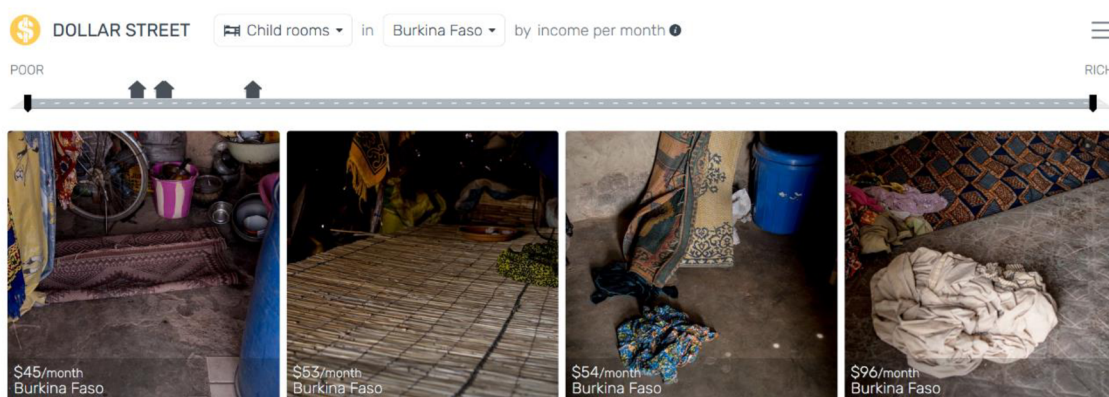 DOLLAR STREET Child rooms in Burkina Faso by income per month
POOR RICH
$45/month
Burkina Faso
$53/month
Burkina Faso
$54/month
Burkina Faso
$96/month
Burkina Faso